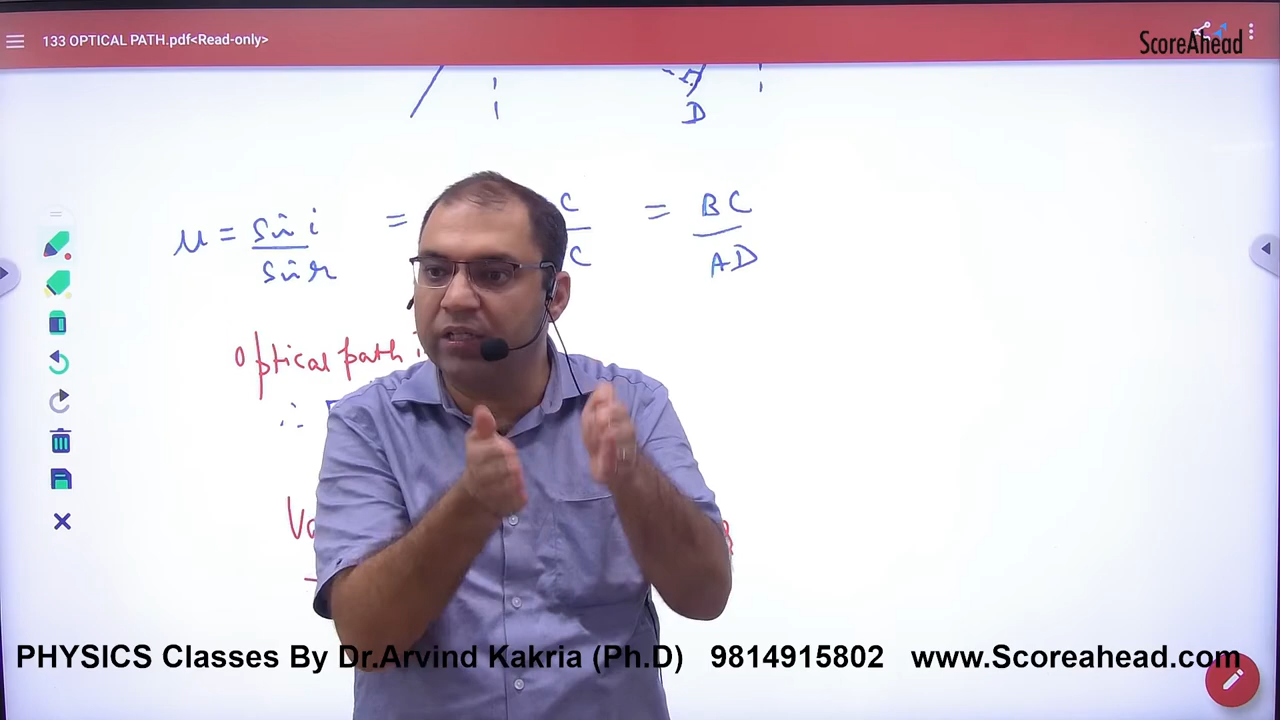 133 OPTICAL PATH.pdf<Read-only>
ScoreAhead
i
D
i
μ = sin i / sin r = C / C = BC / AD
Optical path i
∴
PHYSICS Classes By Dr.Arvind Kakria (Ph.D) 9814915802 www.Scoreahead.com